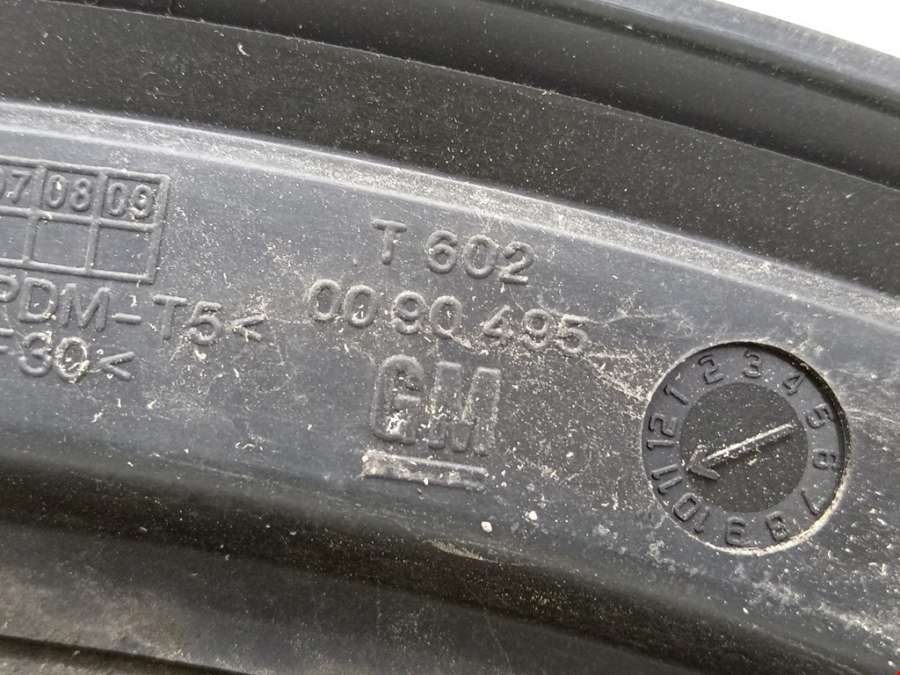 07 08 09
T 602
PDM-T5<
00 90 495
F30<
GM
1 2 3 4 5 6 7 8 9 10 11 12